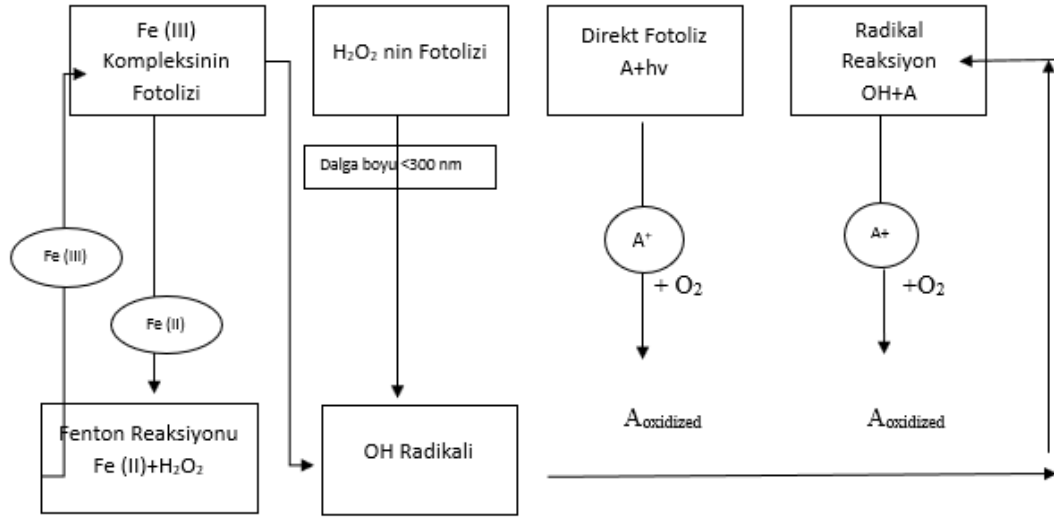 Fe (III)
Kompleksinin
Fotolizi
H₂O₂ nin Fotolizi
Direkt Fotoliz
A+hv
Radikal
Reaksiyon
OH+A
Dalga boyu <300 nm
Fe (III)
Fe (II)
A⁺
+ O₂
A+
+O₂
Fenton Reaksiyonu
Fe (II)+H₂O₂
OH Radikali
Aoxidized
Aoxidized